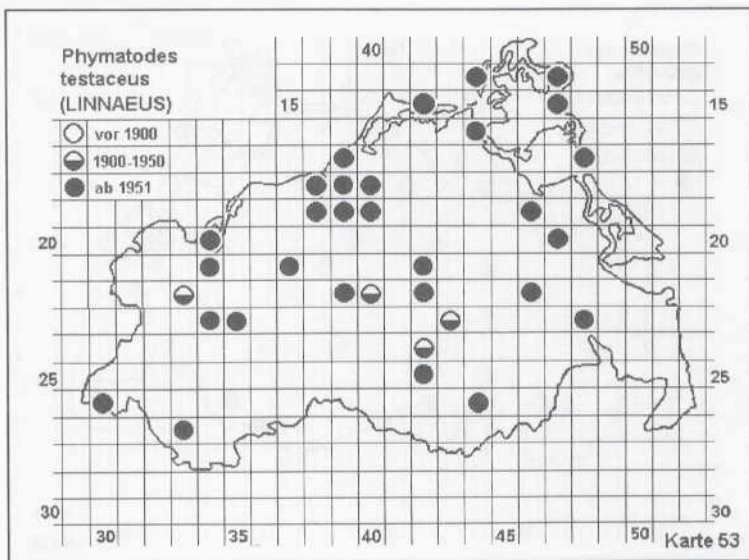 40 50
Phymatodes
testaceus
(LINNAEUS)
15 15
vor 1900
1900-1950
ab 1951
20 20
25 25
30 30
30 35 40 45 50
Karte 53